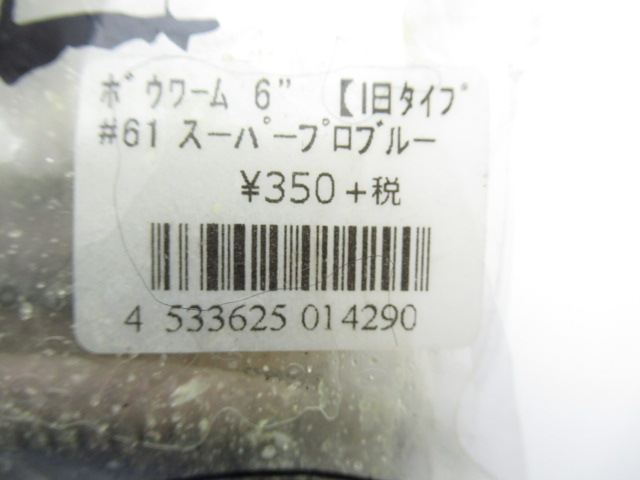 ボウワーム 6" 【旧タイプ
#61 スーパープロブルー
¥350+税
4 533625 014290